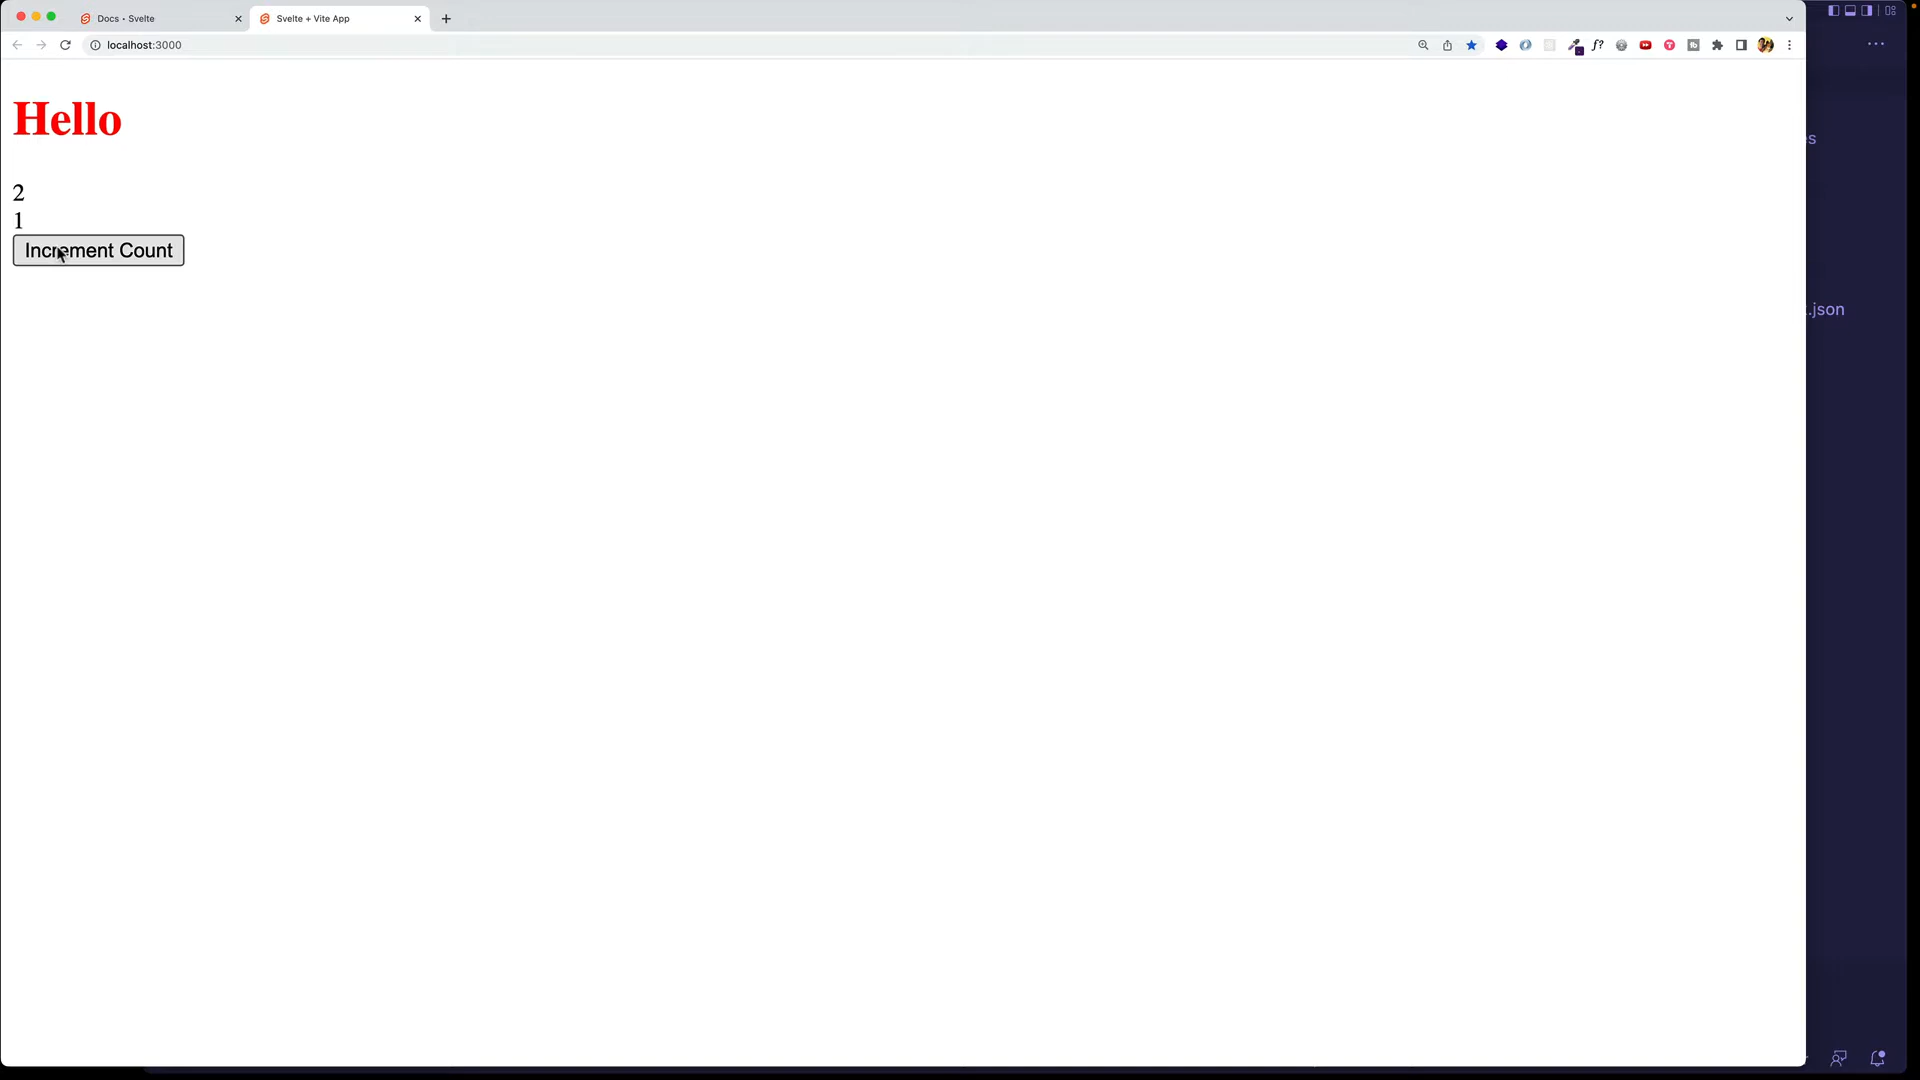 Docs • Svelte
Svelte + Vite App
localhost:3000
f?
Hello
2
1
Increment Count
s
.json